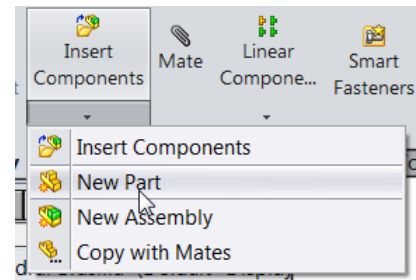 Insert
Components
Mate
Linear
Compone...
Smart
Fasteners
Insert Components
New Part
New Assembly
Copy with Mates